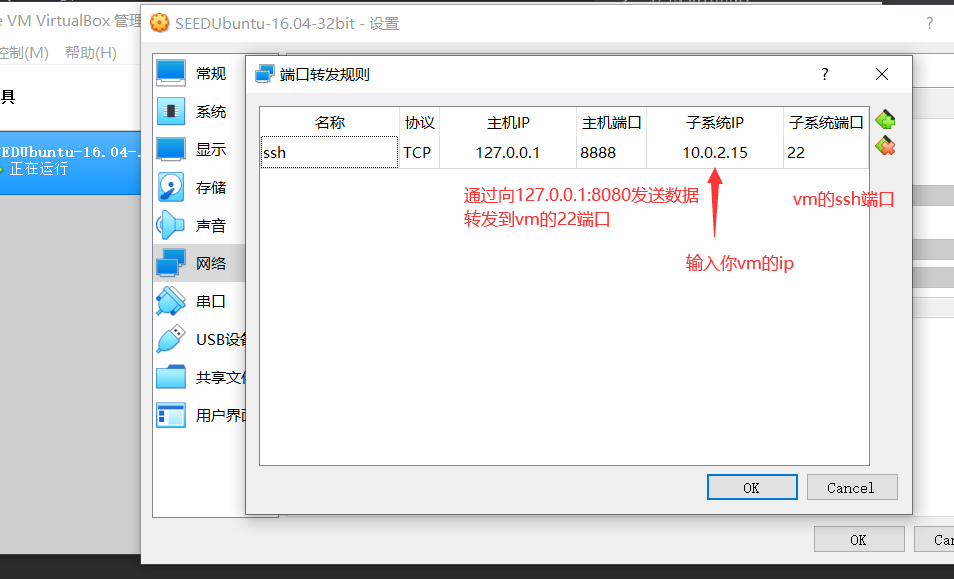 e VM VirtualBox 管理
SEEDUbuntu-16.04-32bit - 设置
?
控制(M) 帮助(H)
具
EEDUbuntu-16.04-..
正在运行
常规
系统
显示
存储
声音
网络
串口
USB设备
共享文件
用户界面
端口转发规则
?
名称 协议 主机IP 主机端口 子系统IP 子系统端口
ssh TCP 127.0.0.1 8888 10.0.2.15 22
通过向127.0.0.1:8080发送数据
转发到vm的22端口
vm的ssh端口
输入你vm的ip
OK Cancel
OK Can